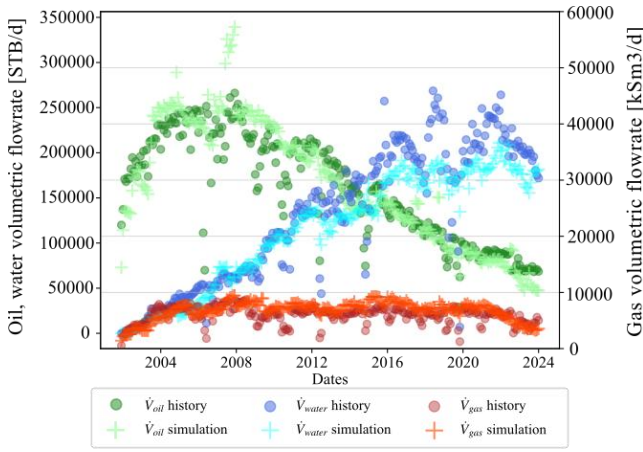 Oil, water volumetric flowrate [STB/d]
350000
300000
250000
200000
150000
100000
50000
0
60000
50000
40000
30000
20000
10000
0
Gas volumetric flowrate [kSm3/d]
2004 2008 2012 2016 2020 2024
Dates
V̇oil history V̇water history V̇gas history
V̇oil simulation V̇water simulation V̇gas simulation